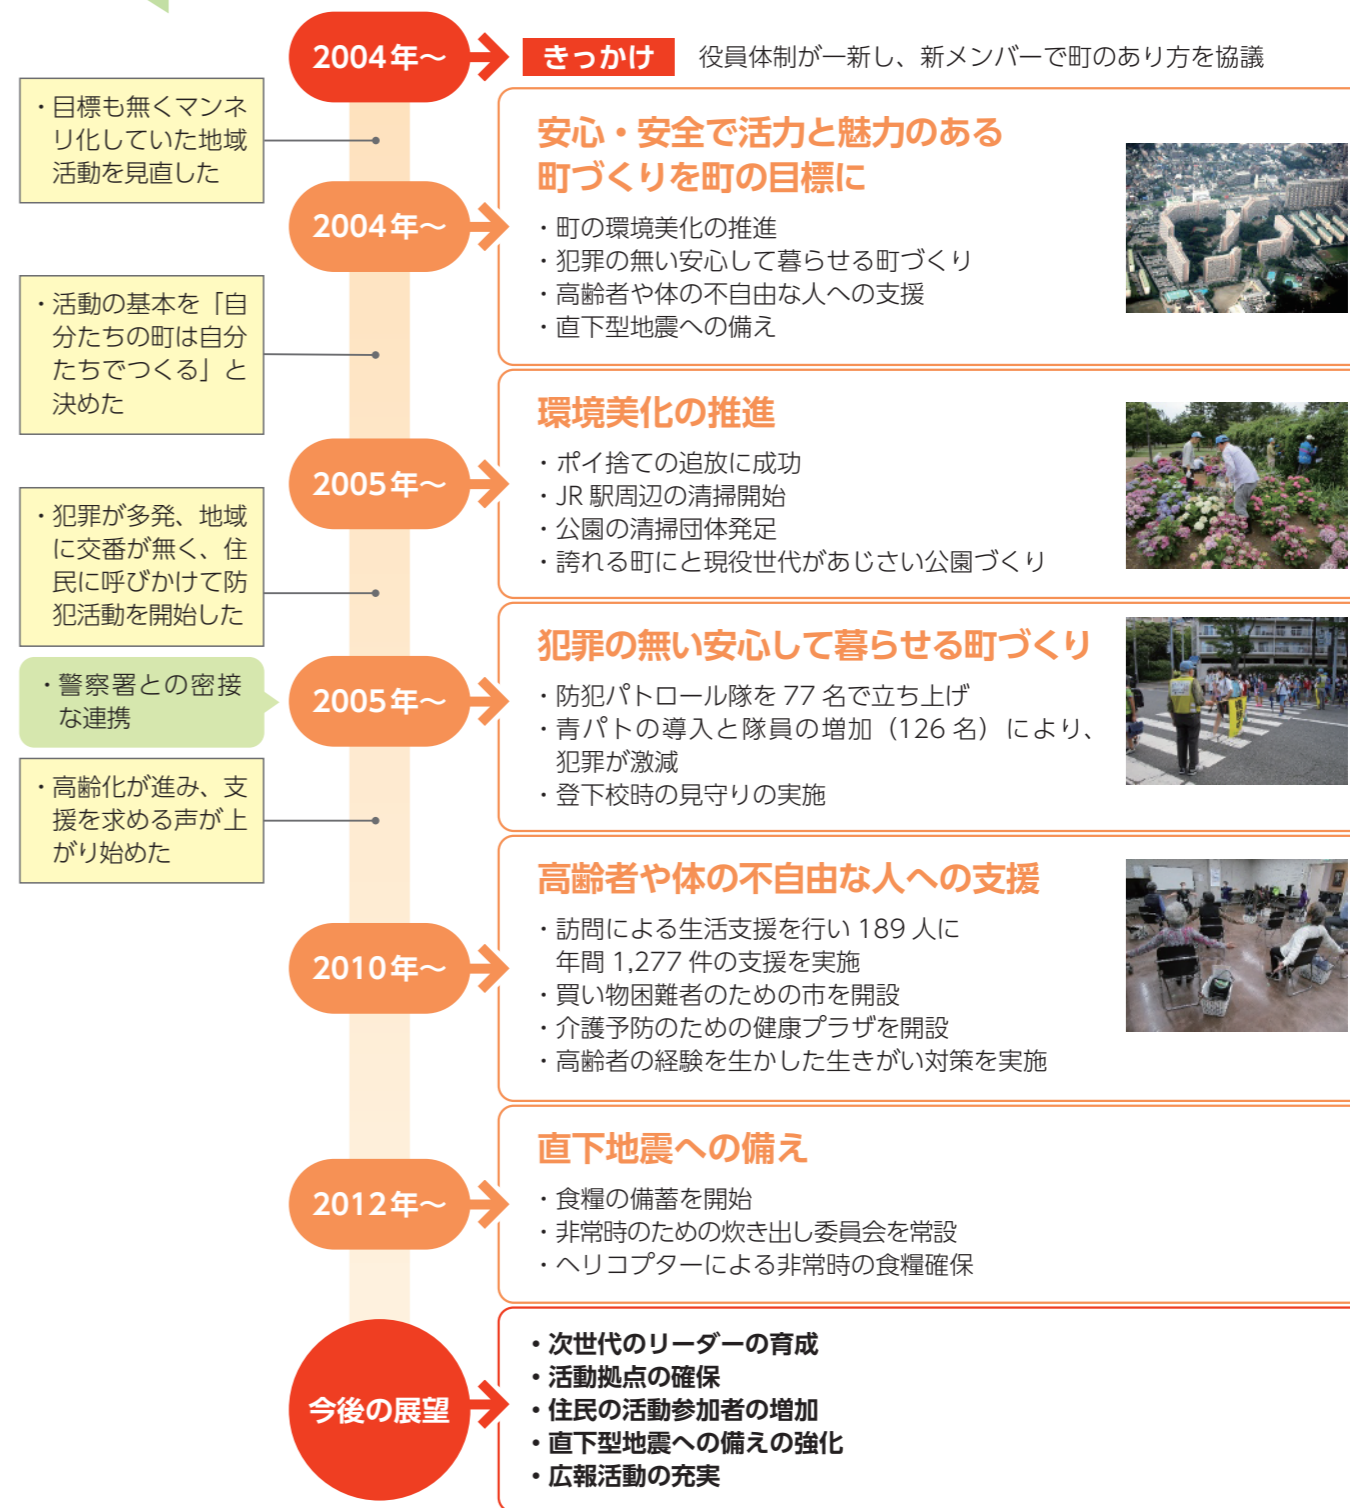 2004年～
きっかけ
役員体制が一新し、新メンバーで町のあり方を協議
・目標も無くマンネ
リ化していた地域
活動を見直した
2004年～
安心・安全で活力と魅力のある
町づくりを町の目標に
・町の環境美化の推進
・犯罪の無い安心して暮らせる町づくり
・高齢者や体の不自由な人への支援
・直下型地震への備え
・活動の基本を「自
分たちの町は自分
たちでつくる」と
決めた
2005年～
環境美化の推進
・ポイ捨ての追放に成功
・JR 駅周辺の清掃開始
・公園の清掃団体発足
・誇れる町にと現役世代があじさい公園づくり
・犯罪が多発、地域
に交番が無く、住
民に呼びかけて防
犯活動を開始した
・警察署との密接
な連携
2005年～
犯罪の無い安心して暮らせる町づくり
・防犯パトロール隊を 77 名で立ち上げ
・青パトの導入と隊員の増加（126 名）により、
犯罪が激減
・登下校時の見守りの実施
・高齢化が進み、支
援を求める声が上
がり始めた
2010年～
高齢者や体の不自由な人への支援
・訪問による生活支援を行い 189 人に
年間 1,277 件の支援を実施
・買い物困難者のための市を開設
・介護予防のための健康プラザを開設
・高齢者の経験を生かした生きがい対策を実施
2012年～
直下地震への備え
・食糧の備蓄を開始
・非常時のための炊き出し委員会を常設
・ヘリコプターによる非常時の食糧確保
今後の展望
・次世代のリーダーの育成
・活動拠点の確保
・住民の活動参加者の増加
・直下型地震への備えの強化
・広報活動の充実